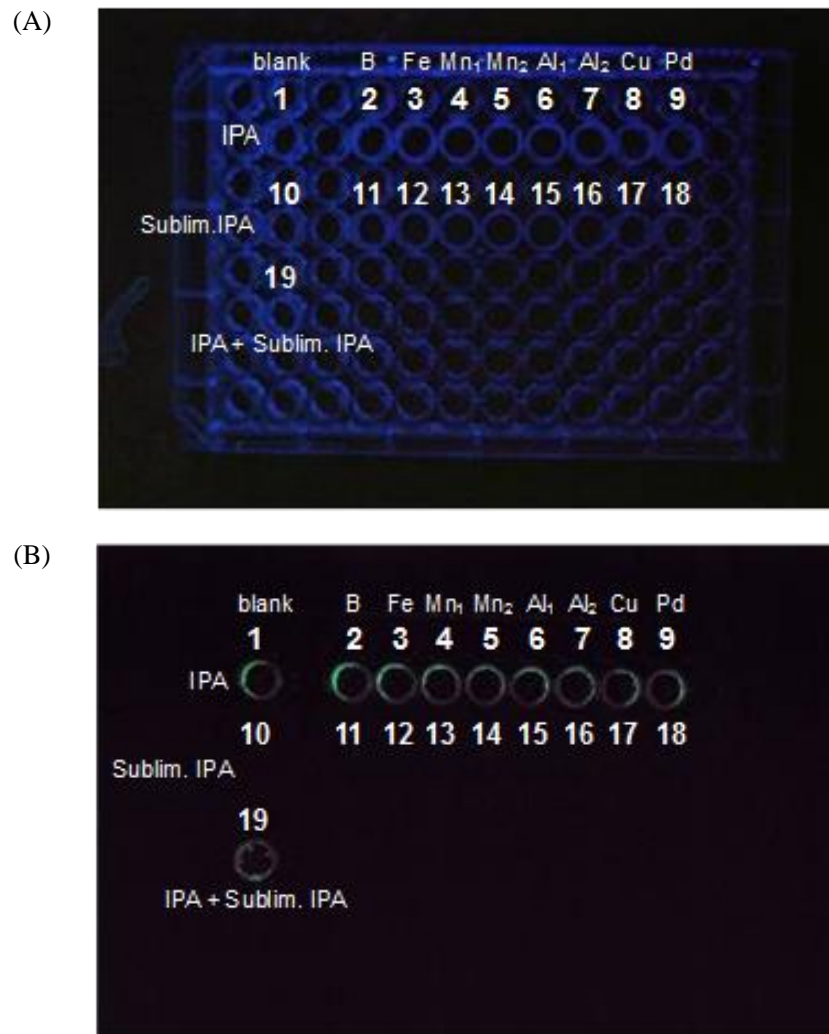 (A)
blank B Fe Mn₁ Mn₂ Al₁ Al₂ Cu Pd
1 2 3 4 5 6 7 8 9
IPA
10 11 12 13 14 15 16 17 18
Sublim.IPA
19
IPA + Sublim. IPA
(B)
blank B Fe Mn₁ Mn₂ Al₁ Al₂ Cu Pd
1 2 3 4 5 6 7 8 9
IPA
10 11 12 13 14 15 16 17 18
Sublim. IPA
19
IPA + Sublim. IPA